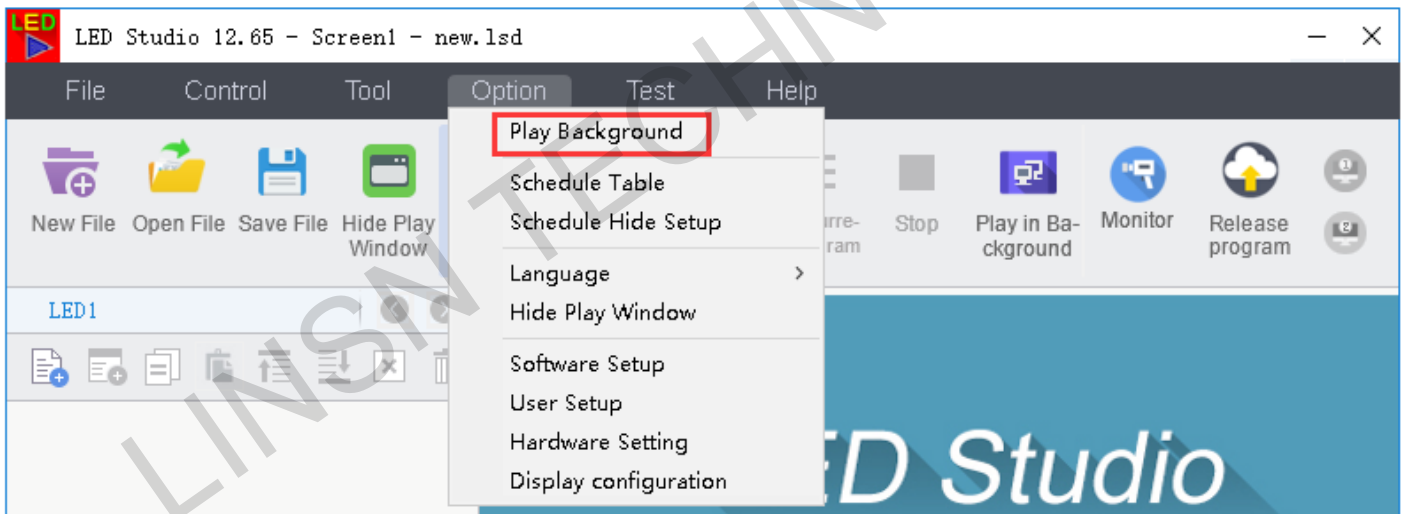 LED
LED Studio 12.65 - Screen1 - new.lsd
File Control Tool Option Test Help
Play Background
Schedule Table
Schedule Hide Setup
Language
Hide Play Window
Software Setup
User Setup
Hardware Setting
Display configuration
New File Open File Save File Hide Play
Window
Stop Play in Ba-
ckground
Monitor Release
program
1
2
LED1
Studio
LINSN TECHN